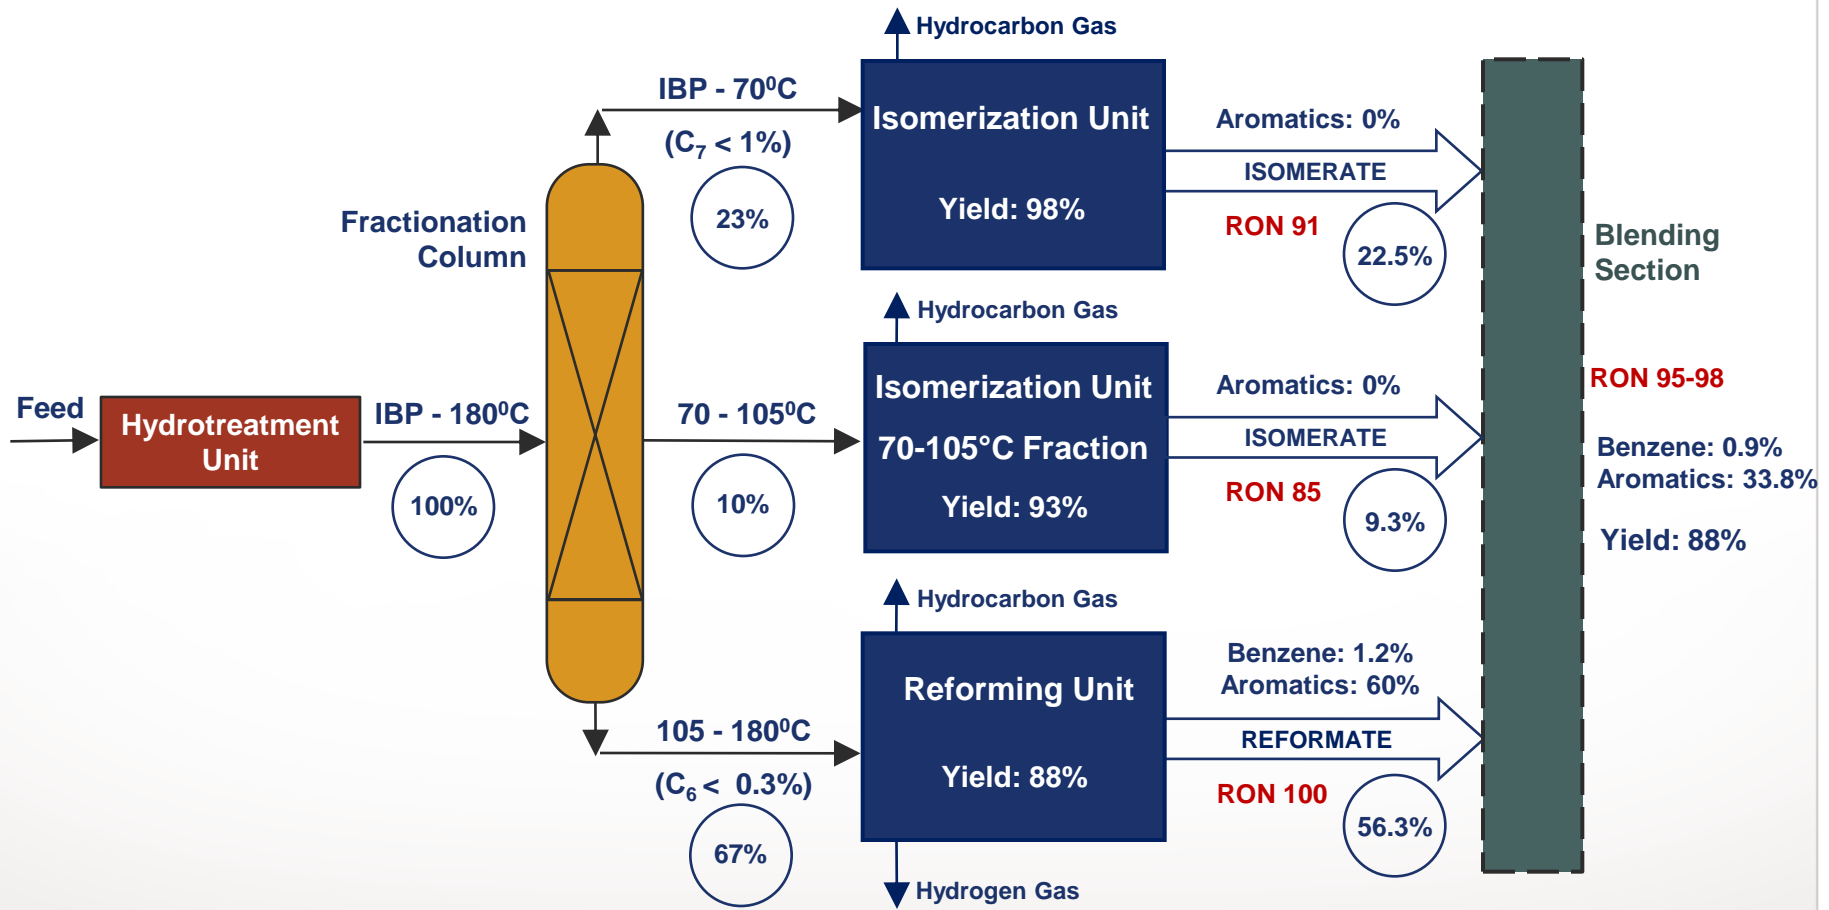 Hydrocarbon Gas
IBP - 70⁰C
(C₇ < 1%)
23%
Isomerization Unit
Yield: 98%
Aromatics: 0%
ISOMERATE
RON 91
22.5%
Fractionation
Column
Blending
Section
Hydrocarbon Gas
Feed
Hydrotreatment
Unit
IBP - 180⁰C
100%
70 - 105⁰C
10%
Isomerization Unit
70-105°C Fraction
Yield: 93%
Aromatics: 0%
ISOMERATE
RON 85
9.3%
RON 95-98
Benzene: 0.9%
Aromatics: 33.8%
Yield: 88%
Hydrocarbon Gas
105 - 180⁰C
(C₆ < 0.3%)
67%
Reforming Unit
Yield: 88%
Benzene: 1.2%
Aromatics: 60%
REFORMATE
RON 100
56.3%
Hydrogen Gas